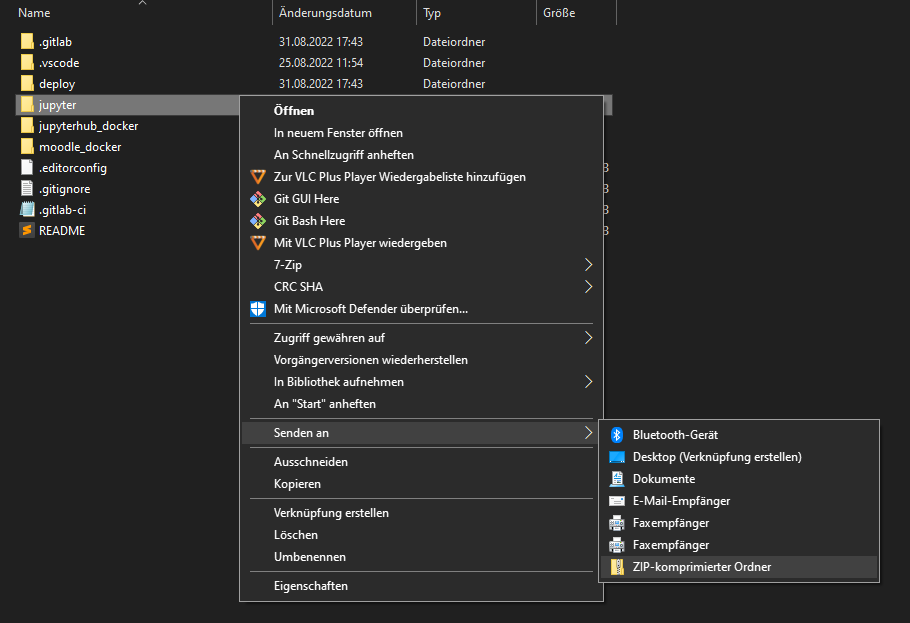 Name Änderungsdatum Typ Größe
.gitlab 31.08.2022 17:43 Dateiordner
.vscode 25.08.2022 11:54 Dateiordner
deploy 31.08.2022 17:43 Dateiordner
jupyter
jupyterhub_docker
moodle_docker
.editorconfig
.gitignore
.gitlab-ci
README
Öffnen
In neuem Fenster öffnen
An Schnellzugriff anheften
Zur VLC Plus Player Wiedergabeliste hinzufügen
Git GUI Here
Git Bash Here
Mit VLC Plus Player wiedergeben
7-Zip
CRC SHA
Mit Microsoft Defender überprüfen...
Zugriff gewähren auf
Vorgängerversionen wiederherstellen
In Bibliothek aufnehmen
An "Start" anheften
Senden an
Ausschneiden
Kopieren
Verknüpfung erstellen
Löschen
Umbenennen
Eigenschaften
Bluetooth-Gerät
Desktop (Verknüpfung erstellen)
Dokumente
E-Mail-Empfänger
Faxempfänger
Faxempfänger
ZIP-komprimierter Ordner